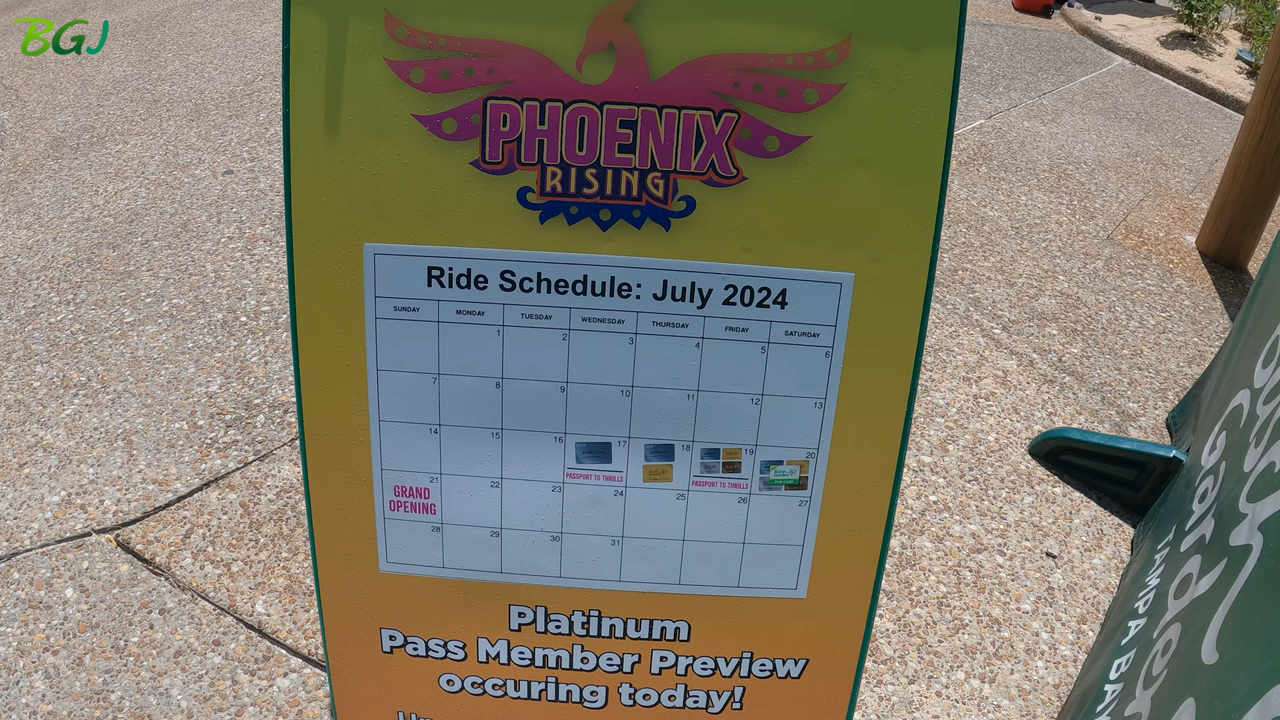 BGJ
PHOENIX
RISING
Ride Schedule: July 2024
SUNDAY MONDAY TUESDAY WEDNESDAY THURSDAY FRIDAY SATURDAY
1 2 3 4 5 6
7 8 9 10 11 12 13
14 15 16 17 18 19 20
PASSPORT TO THRILLS PASSPORT TO THRILLS
21 22 23 24 25 26 27
GRAND
OPENING
28 29 30 31
Platinum
Pass Member Preview
occuring today!
Busch
Gardens
TAMPA BAY